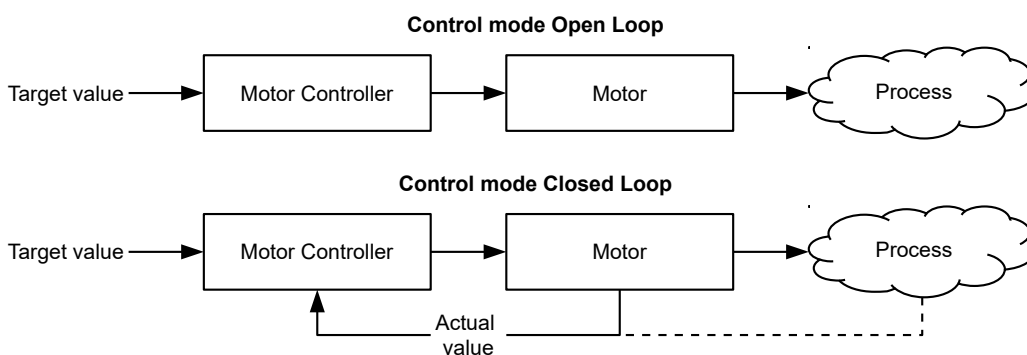 Control mode Open Loop
Target value
Motor Controller
Motor
Process
Control mode Closed Loop
Target value
Motor Controller
Motor
Process
Actual
value